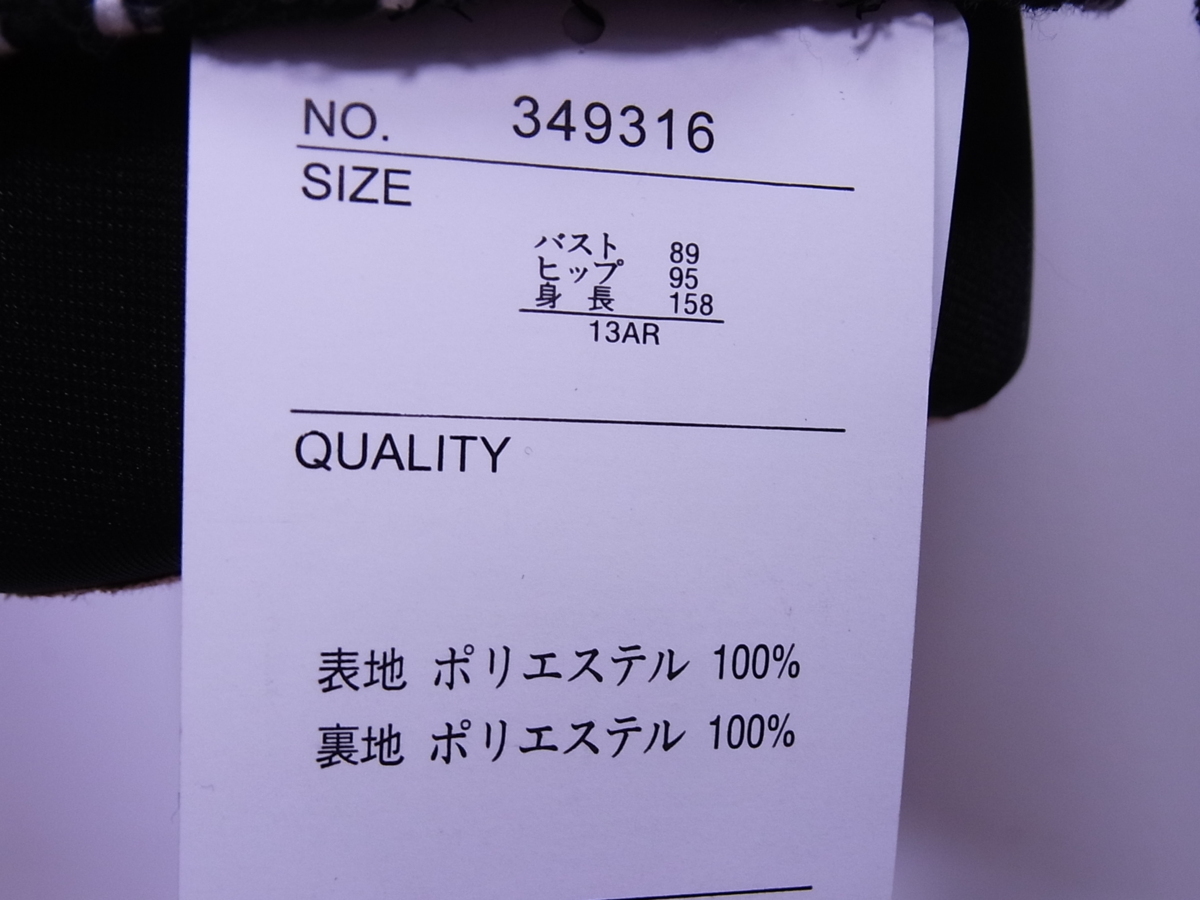 NO. 349316
SIZE
バスト 89
ヒップ 95
身長 158
13AR
QUALITY
表地 ポリエステル 100%
裏地 ポリエステル 100%